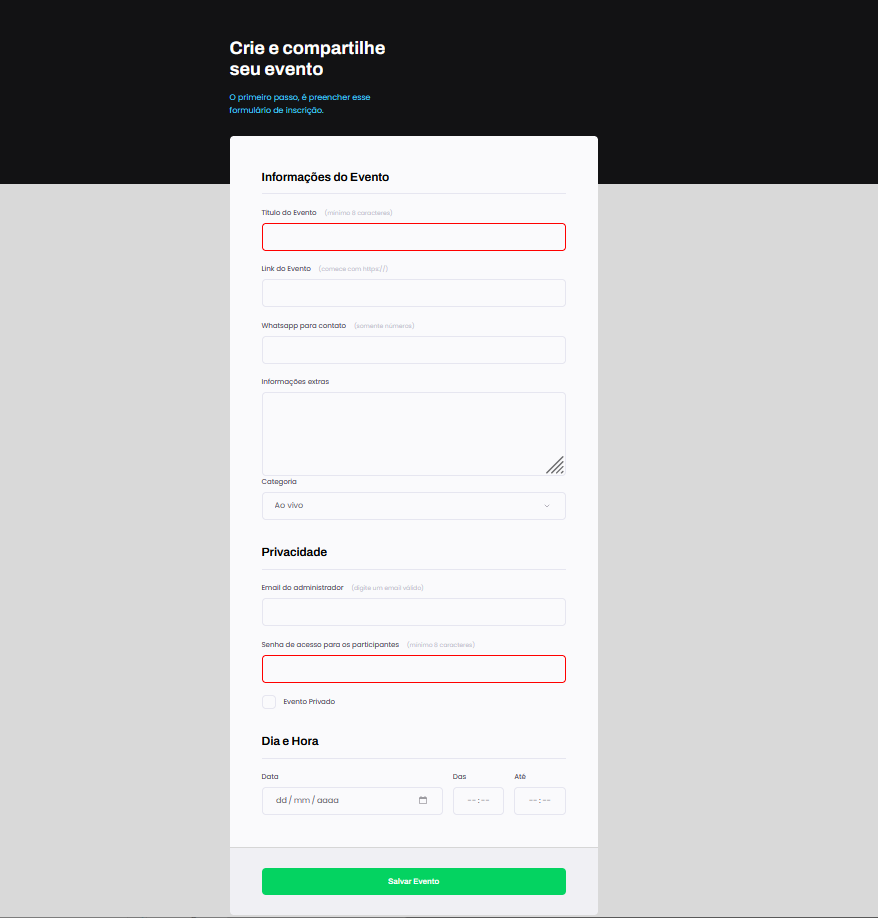 Crie e compartilhe
seu evento
O primeiro passo, é preencher esse
formulário de inscrição.
Informações do Evento
Título do Evento (mínimo 8 caracteres)
Link do Evento (comece com https://)
Whatsapp para contato (somente números)
Informações extras
Categoria
Ao vivo
Privacidade
Email do administrador (digite um email válido)
Senha de acesso para os participantes (mínimo 6 caracteres)
Evento Privado
Dia e Hora
Data Das Até
dd/mm/aaaa --:-- --:--
Salvar Evento